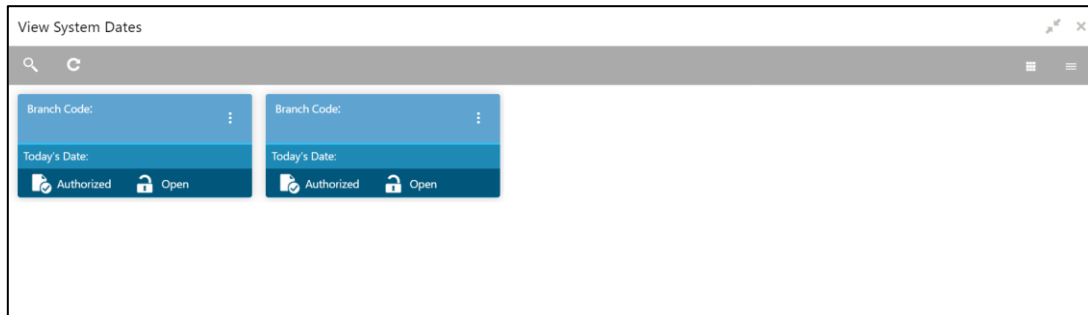 View System Dates
Branch Code:
Today's Date:
Authorized Open
Branch Code:
Today's Date:
Authorized Open